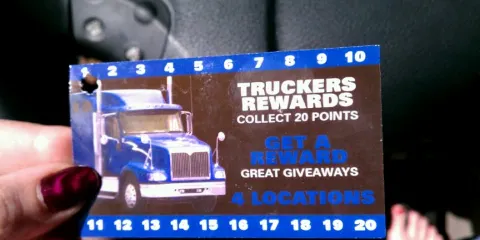 1 2 3 4 5 6 7 8 9 10
TRUCKERS
REWARDS
COLLECT 20 POINTS
GET A
REWARD
GREAT GIVEAWAYS
4 LOCATIONS
11 12 13 14 15 16 17 18 19 20